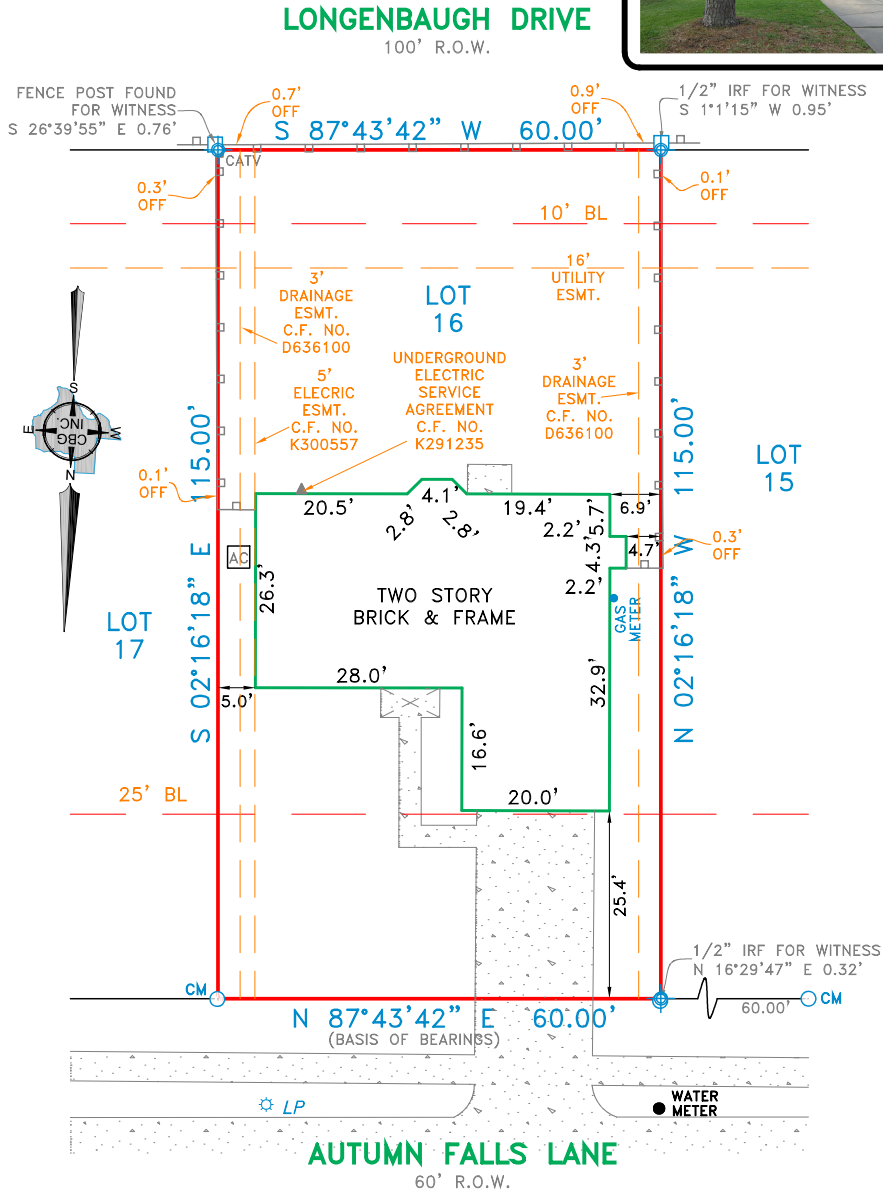 LONGENBAUGH DRIVE
100' R.O.W.
FENCE POST FOUND
FOR WITNESS
S 26°39'55" E 0.76'
0.7'
OFF
S 87°43'42" W 60.00'
0.9'
OFF
1/2" IRF FOR WITNESS
S 1°1'15" W 0.95'
CATV
0.3'
OFF
0.1'
OFF
10' BL
16'
UTILITY
ESMT.
3'
DRAINAGE
ESMT.
C.F. NO.
D636100
LOT
16
5'
ELECRIC
ESMT.
C.F. NO.
K300557
UNDERGROUND
ELECTRIC
SERVICE
AGREEMENT
C.F. NO.
K291235
3'
DRAINAGE
ESMT.
C.F. NO.
D636100
S
E
W
N
CBG
INC.
S 02°16'18" E 115.00'
N 02°16'18" W 115.00'
LOT
15
0.1'
OFF
20.5'
2.8'
4.1'
2.8'
19.4'
5.7'
6.9'
2.2'
4.3'
4.7'
0.3'
OFF
2.2'
AC
26.3'
TWO STORY
BRICK & FRAME
GAS
METER
LOT
17
5.0'
28.0'
32.9'
16.6'
25' BL
20.0'
25.4'
1/2" IRF FOR WITNESS
N 16°29'47" E 0.32'
CM
N 87°43'42" E 60.00'
(BASIS OF BEARINGS)
60.00'
CM
LP
WATER
METER
AUTUMN FALLS LANE
60' R.O.W.